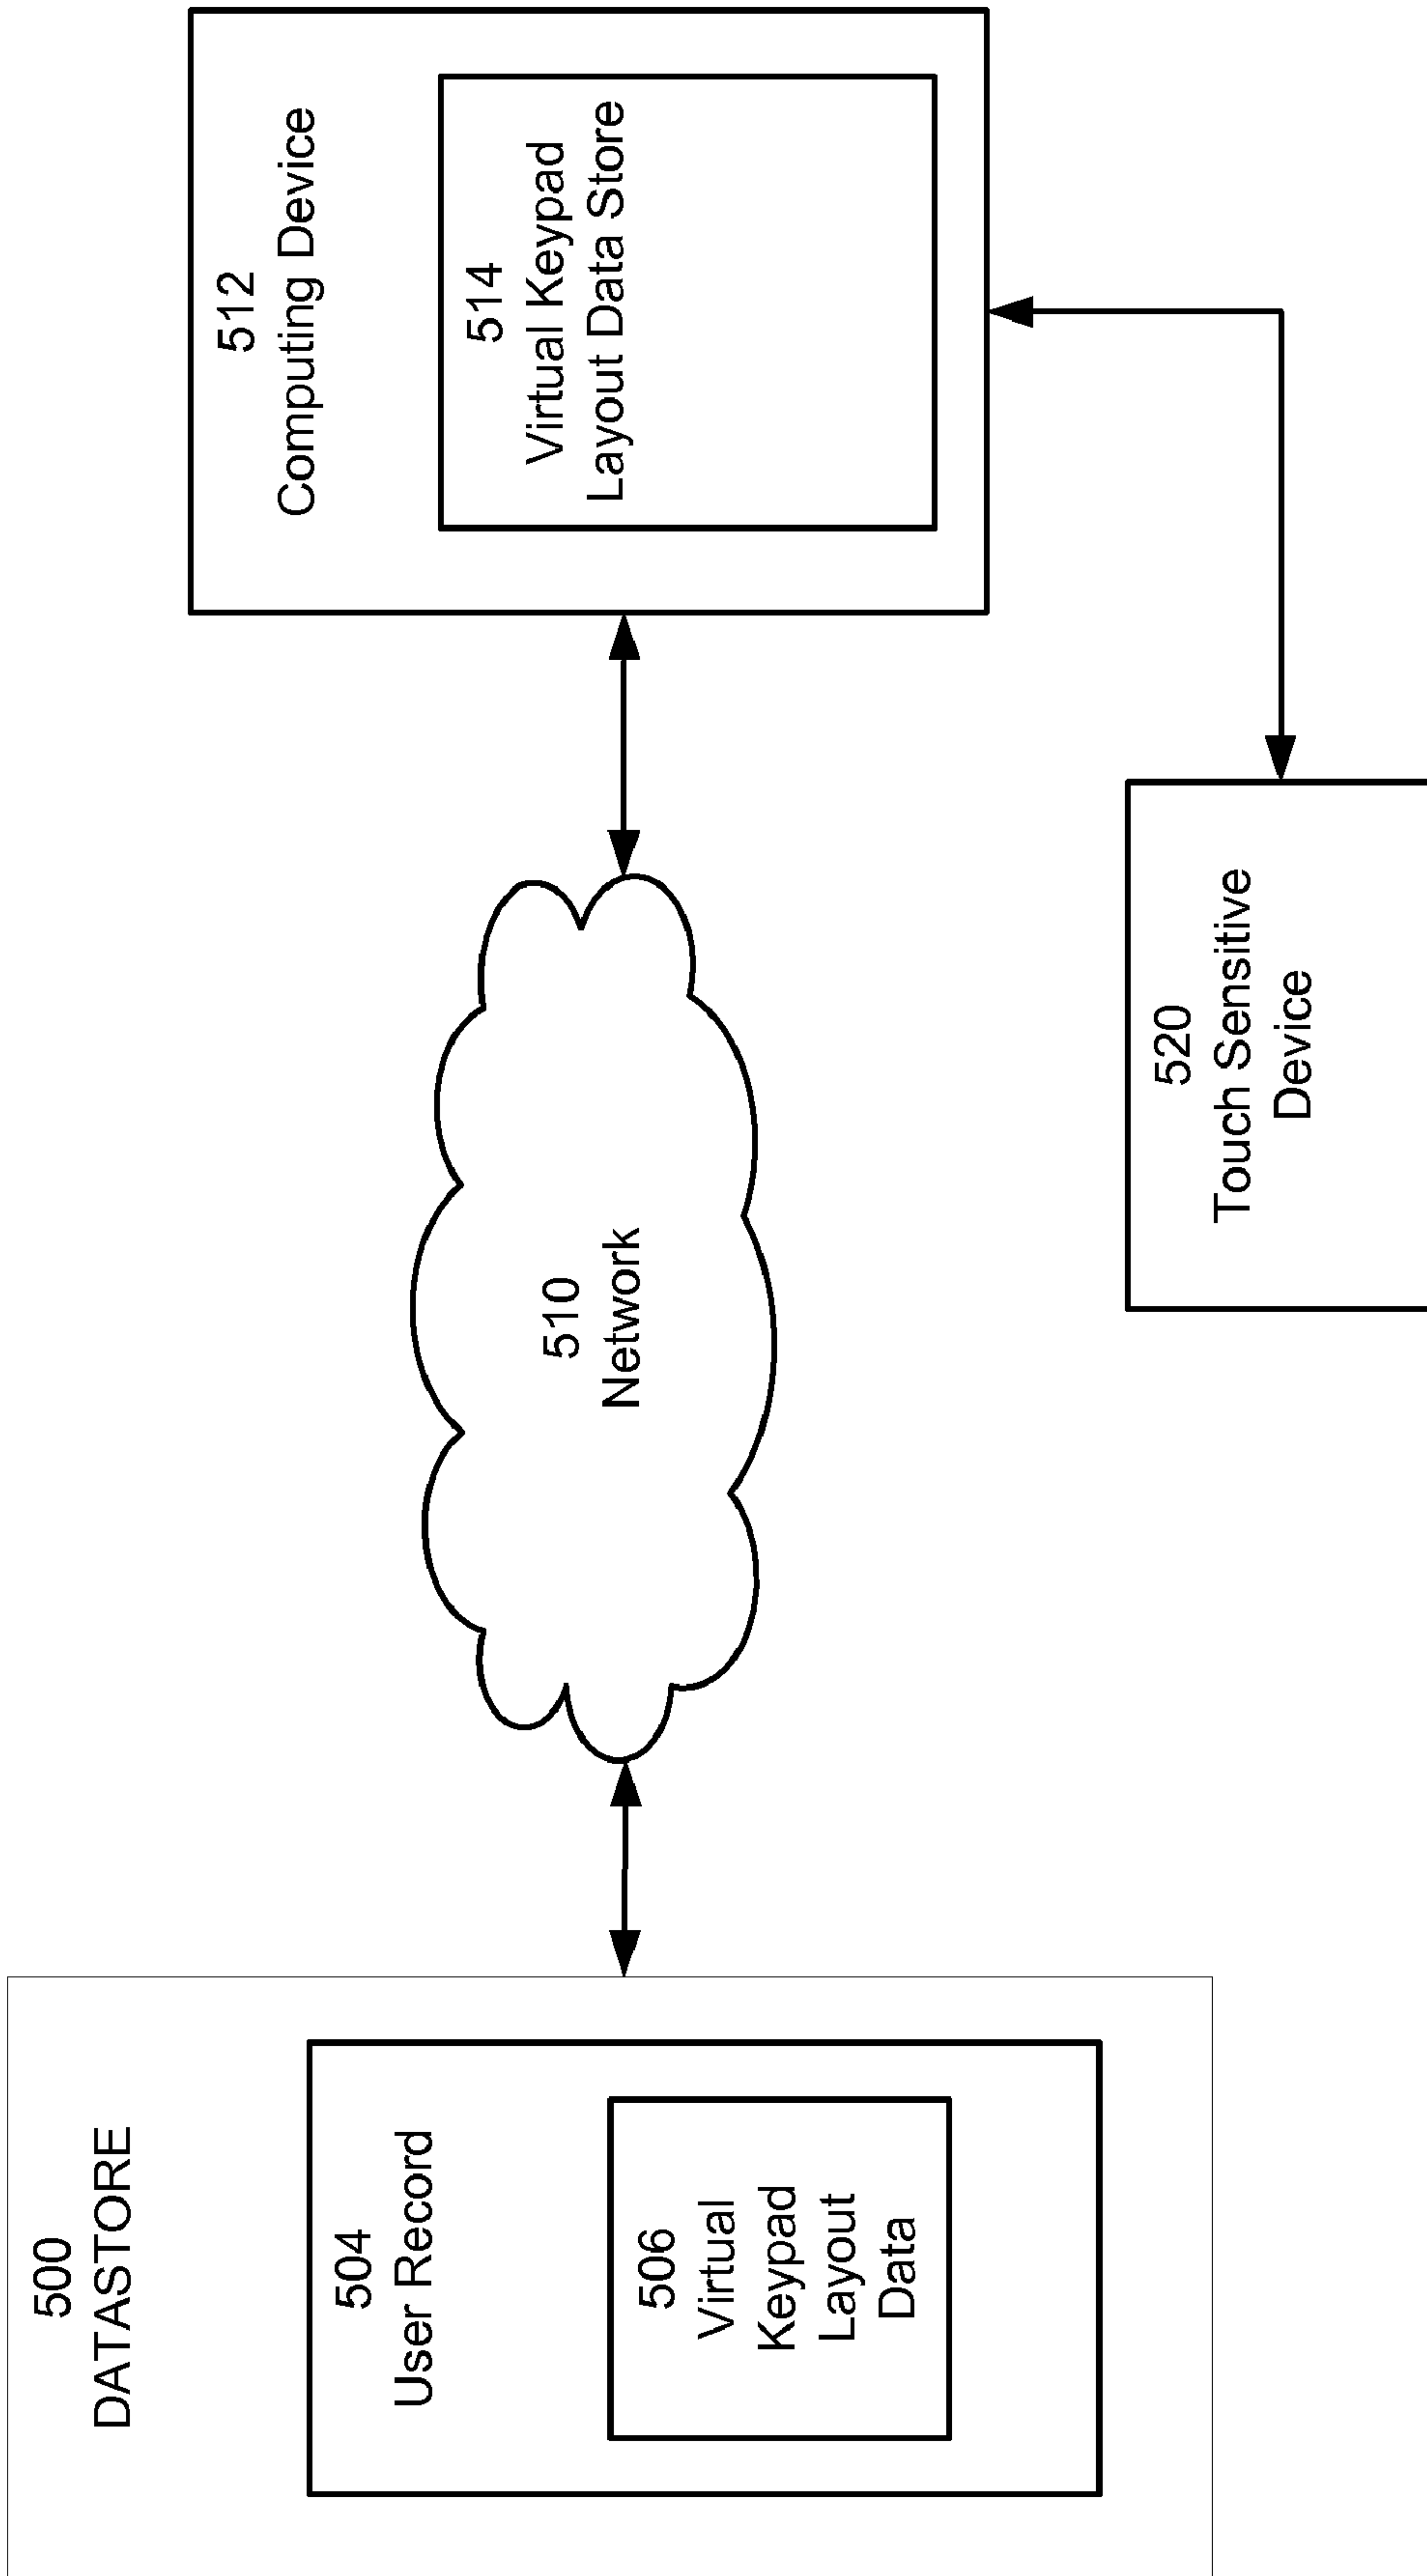 500
DATASTORE
504
User Record
506
Virtual
Keypad
Layout
Data
510
Network
512
Computing Device
514
Virtual Keypad
Layout Data Store
520
Touch Sensitive
Device